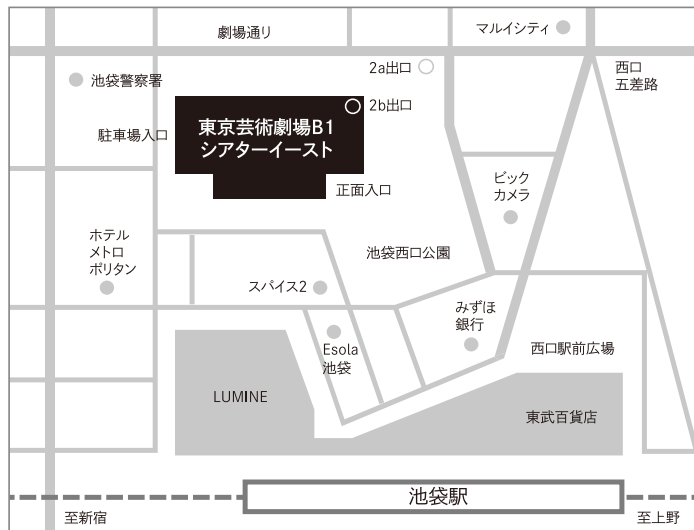 劇場通り
マルイシティ
2a出口
西口
五差路
池袋警察署
2b出口
東京芸術劇場B1
シアターイースト
駐車場入口
正面入口
ビック
カメラ
ホテル
メトロ
ポリタン
池袋西口公園
スパイス2
みずほ
銀行
Esola
池袋
西口駅前広場
LUMINE
東武百貨店
池袋駅
至新宿
至上野